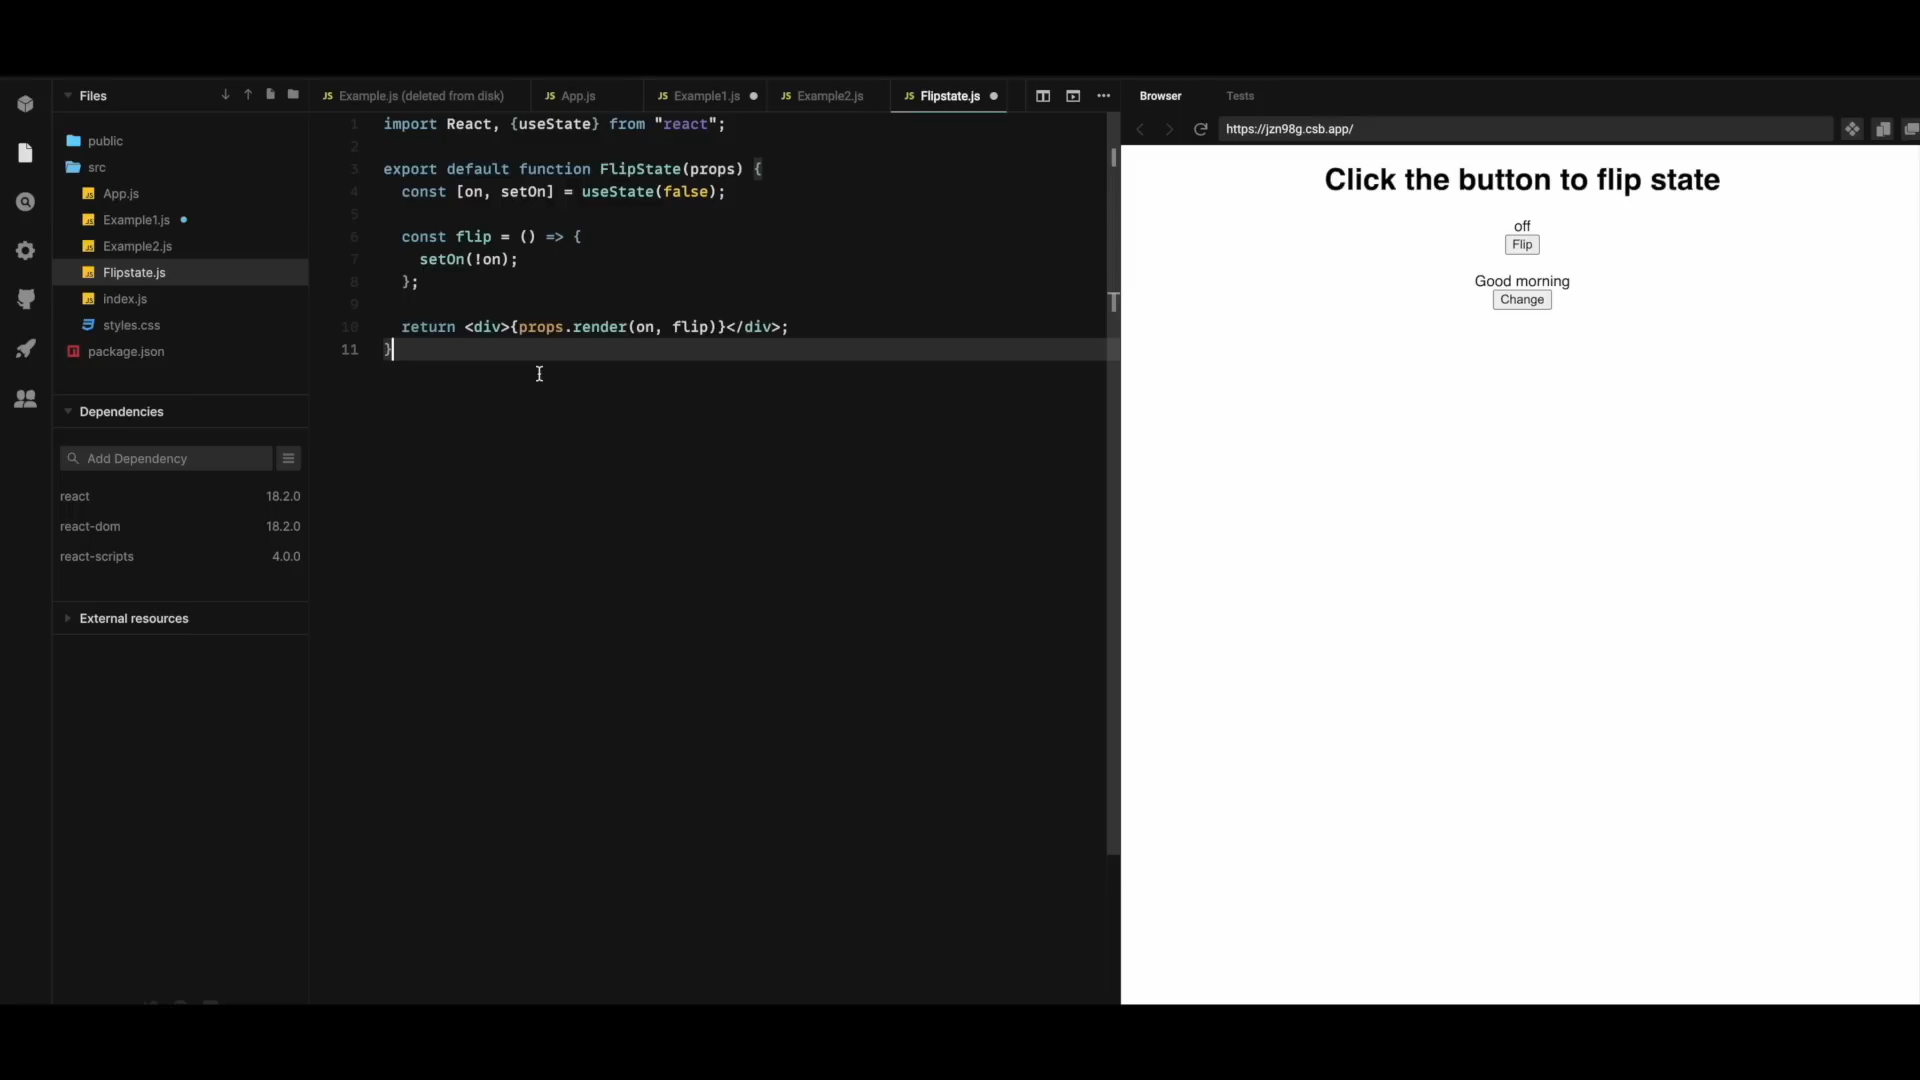 Files
public
src
App.js
Example1.js
Example2.js
Flipstate.js
index.js
styles.css
package.json
Dependencies
Add Dependency
react 18.2.0
react-dom 18.2.0
react-scripts 4.0.0
External resources
JS Example.js (deleted from disk) JS App.js JS Example1.js JS Example2.js JS Flipstate.js
1 import React, {useState} from "react";
2
3 export default function FlipState(props) {
4 const [on, setOn] = useState(false);
5
6 const flip = () => {
7 setOn(!on);
8 };
9
10 return <div>{props.render(on, flip)}</div>;
11 }
Browser Tests
https://jzn98g.csb.app/
Click the button to flip state
off
Flip
Good morning
Change